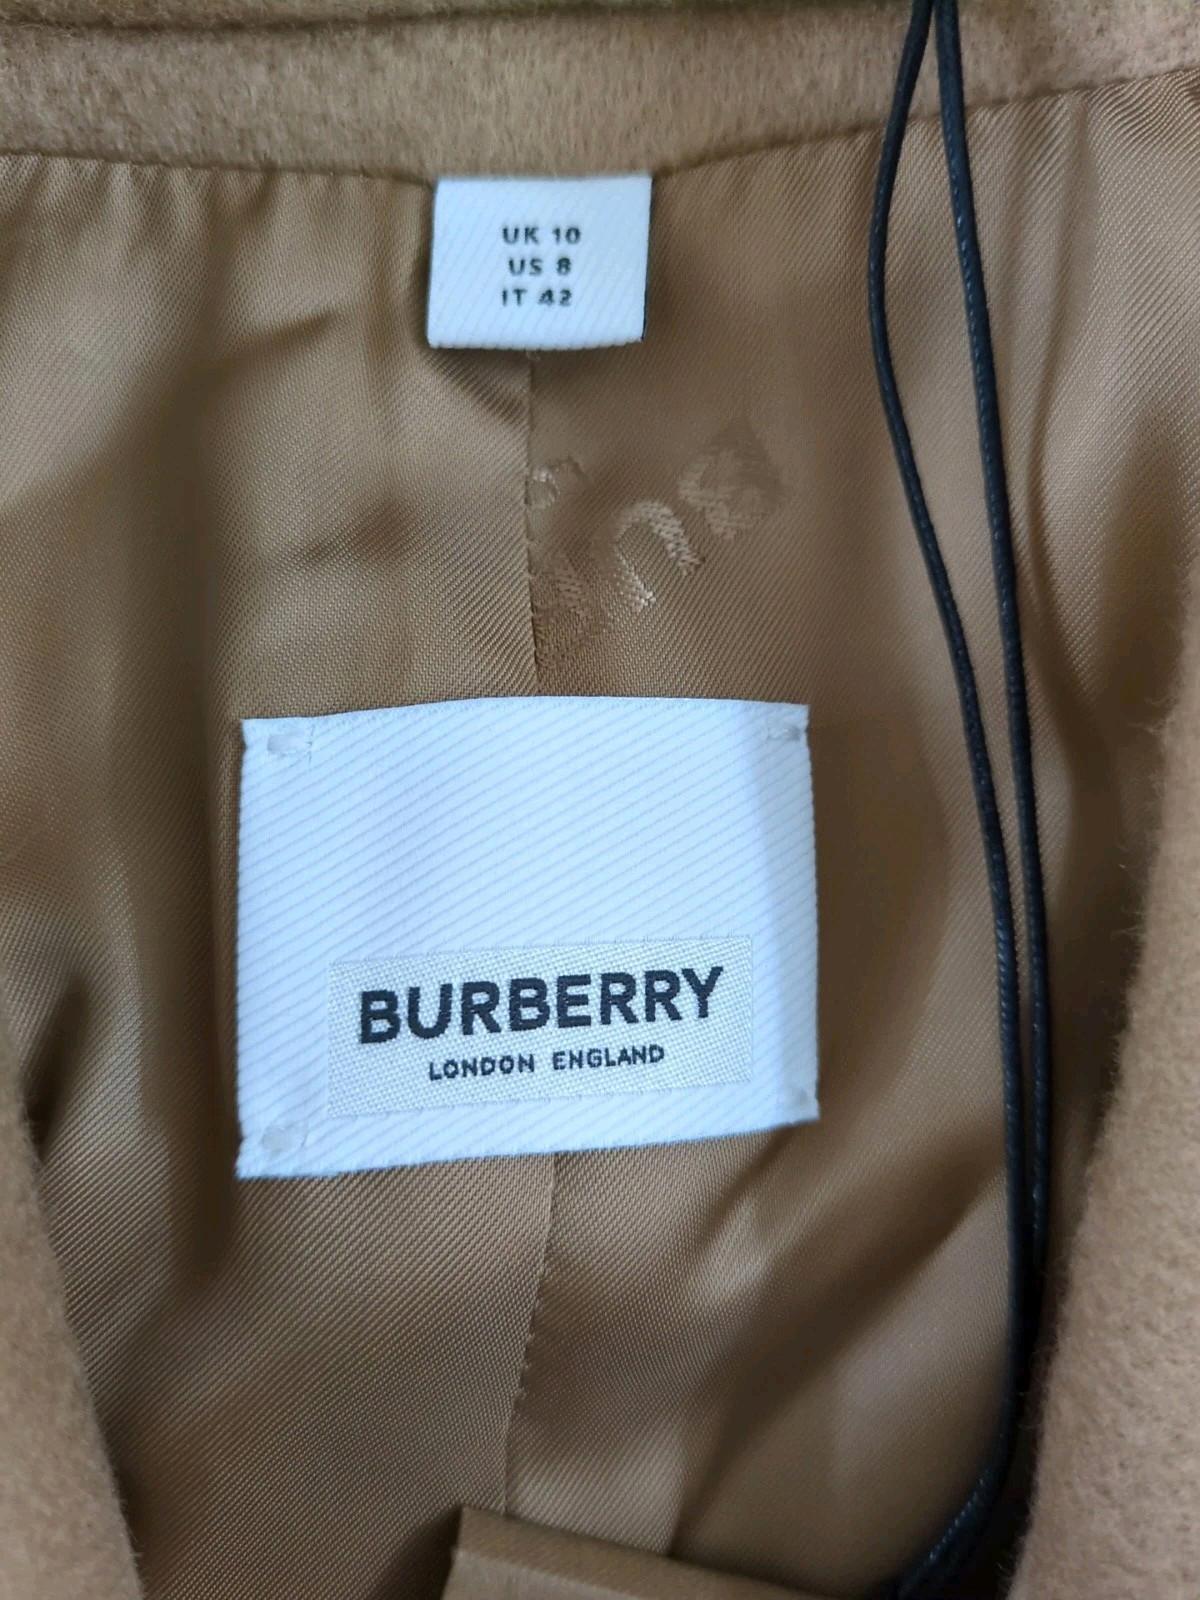 UK 10
US 8
IT 42
BURBERRY
LONDON ENGLAND